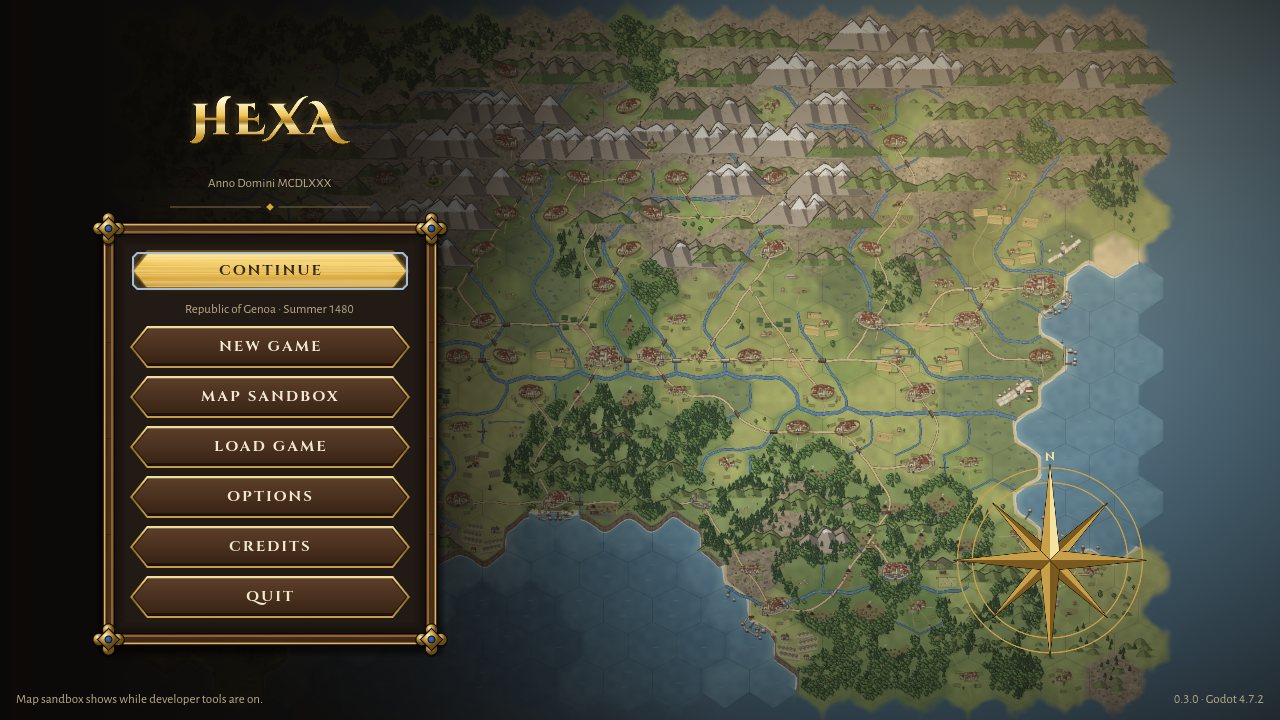 HEXA
Anno Domini MCDLXXX
CONTINUE
Republic of Genoa · Summer 1480
NEW GAME
MAP SANDBOX
LOAD GAME
OPTIONS
CREDITS
QUIT
N
Map sandbox shows while developer tools are on.
0.3.0 · Godot 4.7.2